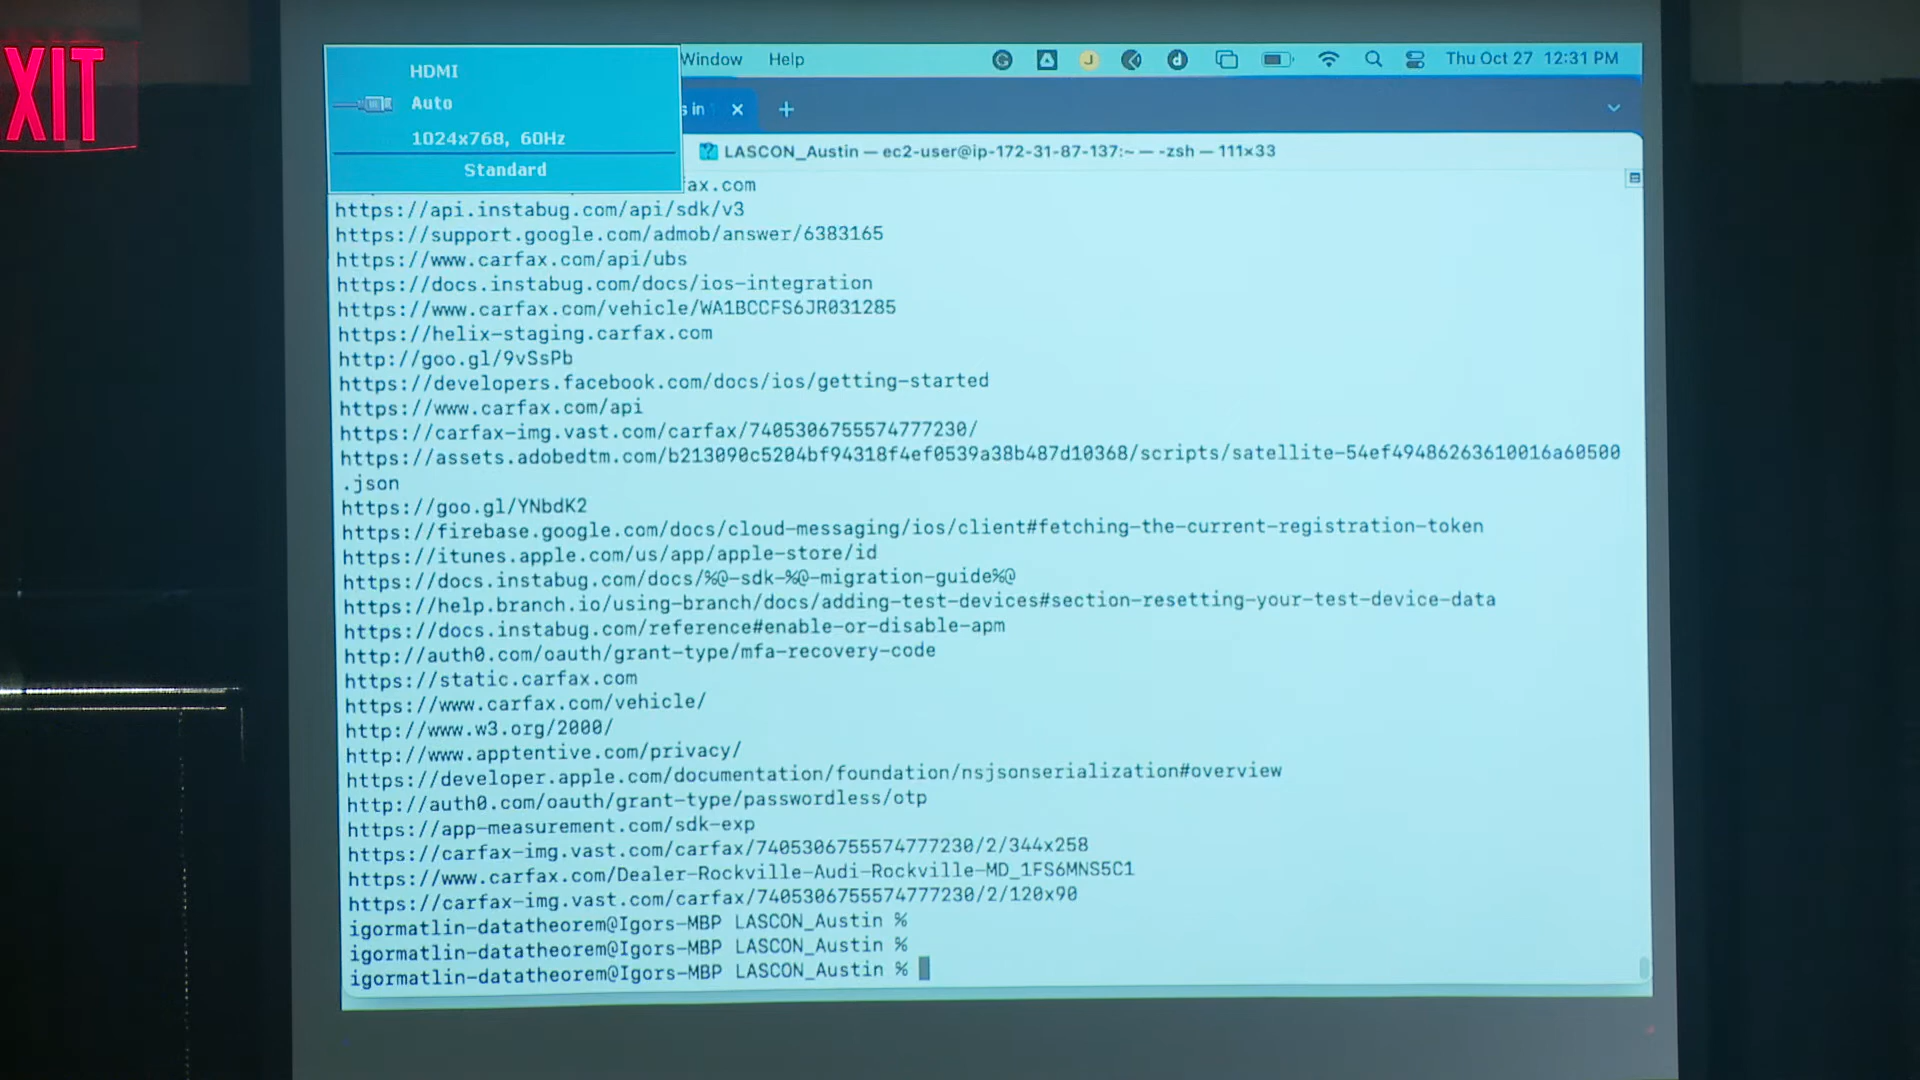 XIT
HDMI
Auto
1024x768, 60Hz
Standard
Window Help
Thu Oct 27 12:31 PM
s in
LASCON_Austin — ec2-user@ip-172-31-87-137:~ — -zsh — 111×33
ax.com
https://api.instabug.com/api/sdk/v3
https://support.google.com/admob/answer/6383165
https://www.carfax.com/api/ubs
https://docs.instabug.com/docs/ios-integration
https://www.carfax.com/vehicle/WA1BCCFS6JR031285
https://helix-staging.carfax.com
http://goo.gl/9vSsPb
https://developers.facebook.com/docs/ios/getting-started
https://www.carfax.com/api
https://carfax-img.vast.com/carfax/7405306755574777230/
https://assets.adobedtm.com/b213090c5204bf94318f4ef0539a38b487d10368/scripts/satellite-54ef49486263610016a60500
.json
https://goo.gl/YNbdK2
https://firebase.google.com/docs/cloud-messaging/ios/client#fetching-the-current-registration-token
https://itunes.apple.com/us/app/apple-store/id
https://docs.instabug.com/docs/%@-sdk-%@-migration-guide%@
https://help.branch.io/using-branch/docs/adding-test-devices#section-resetting-your-test-device-data
https://docs.instabug.com/reference#enable-or-disable-apm
http://auth0.com/oauth/grant-type/mfa-recovery-code
https://static.carfax.com
https://www.carfax.com/vehicle/
http://www.w3.org/2000/
http://www.apptentive.com/privacy/
https://developer.apple.com/documentation/foundation/nsjsonserialization#overview
http://auth0.com/oauth/grant-type/passwordless/otp
https://app-measurement.com/sdk-exp
https://carfax-img.vast.com/carfax/7405306755574777230/2/344x258
https://www.carfax.com/Dealer-Rockville-Audi-Rockville-MD_1FS6MNS5C1
https://carfax-img.vast.com/carfax/7405306755574777230/2/120x90
igormatlin-datatheorem@Igors-MBP LASCON_Austin %
igormatlin-datatheorem@Igors-MBP LASCON_Austin %
igormatlin-datatheorem@Igors-MBP LASCON_Austin %